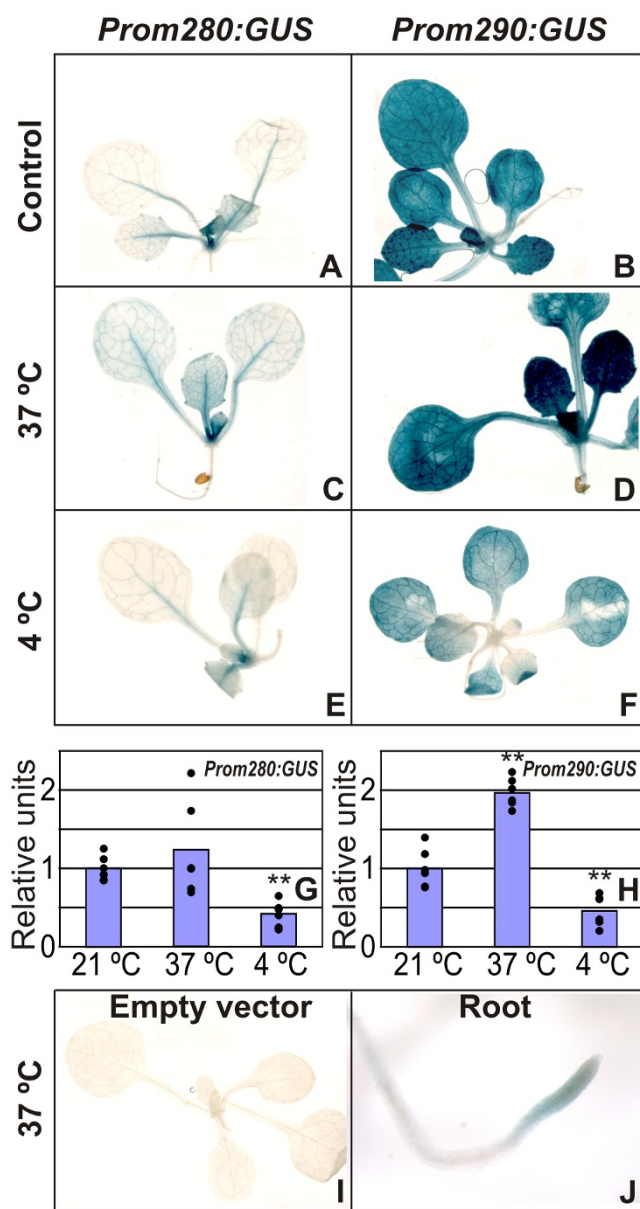 Prom280:GUS Prom290:GUS
Control
A
B
37 ºC
C
D
4 ºC
E
F
Relative units
2
1
0
Prom280:GUS
**
G
21 ºC 37 ºC 4 ºC
Relative units
2
1
0
**
Prom290:GUS
**
H
21 ºC 37 ºC 4 ºC
Empty vector Root
37 ºC
I
J